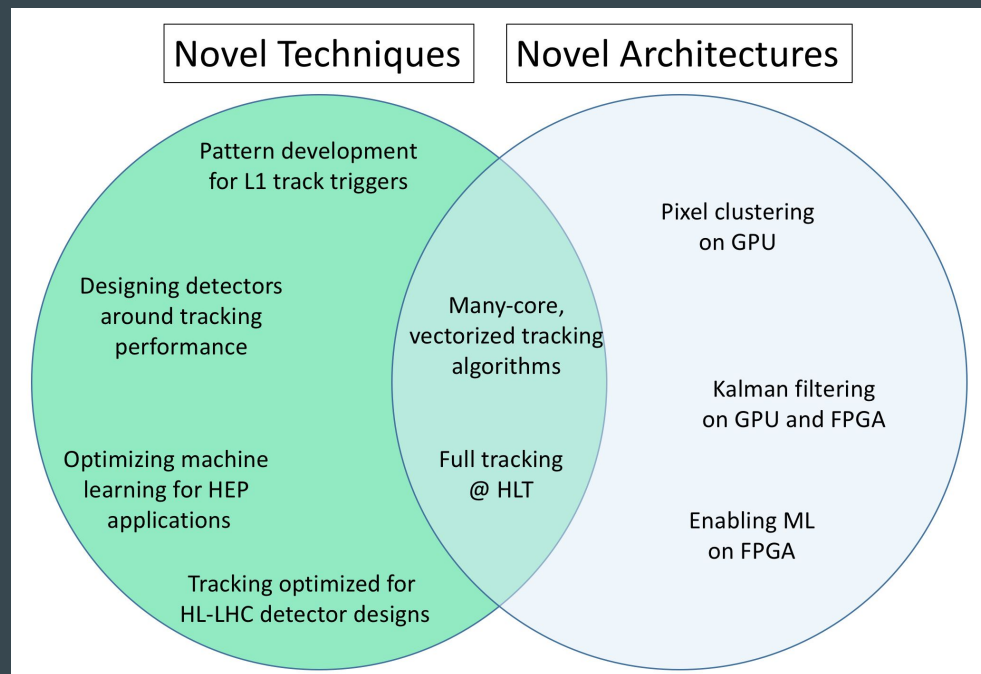 Novel Techniques
Novel Architectures
Pattern development
for L1 track triggers
Designing detectors
around tracking
performance
Optimizing machine
learning for HEP
applications
Tracking optimized for
HL-LHC detector designs
Many-core,
vectorized tracking
algorithms
Full tracking
@ HLT
Pixel clustering
on GPU
Kalman filtering
on GPU and FPGA
Enabling ML
on FPGA